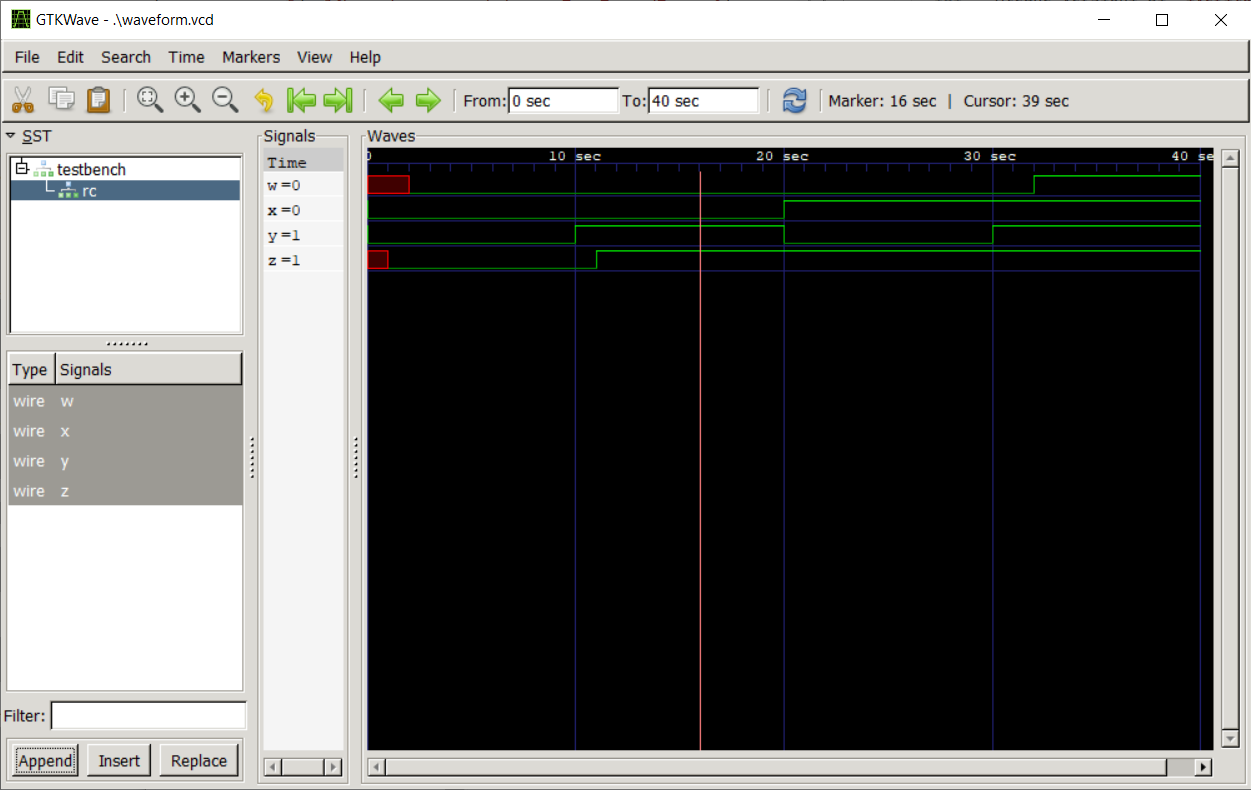 GTKWave - .\waveform.vcd
File Edit Search Time Markers View Help
From: 0 sec To: 40 sec Marker: 16 sec | Cursor: 39 sec
SST
testbench
rc
Type Signals
wire w
wire x
wire y
wire z
Filter:
Append Insert Replace
Signals
Time
w =0
x =0
y =1
z =1
Waves
0 10 sec 20 sec 30 sec 40 se